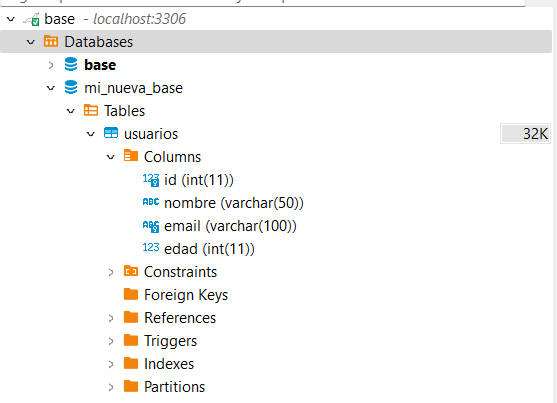 base - localhost:3306
Databases
base
mi_nueva_base
Tables
usuarios 32K
Columns
123 id (int(11))
ABC nombre (varchar(50))
ABC email (varchar(100))
123 edad (int(11))
Constraints
Foreign Keys
References
Triggers
Indexes
Partitions